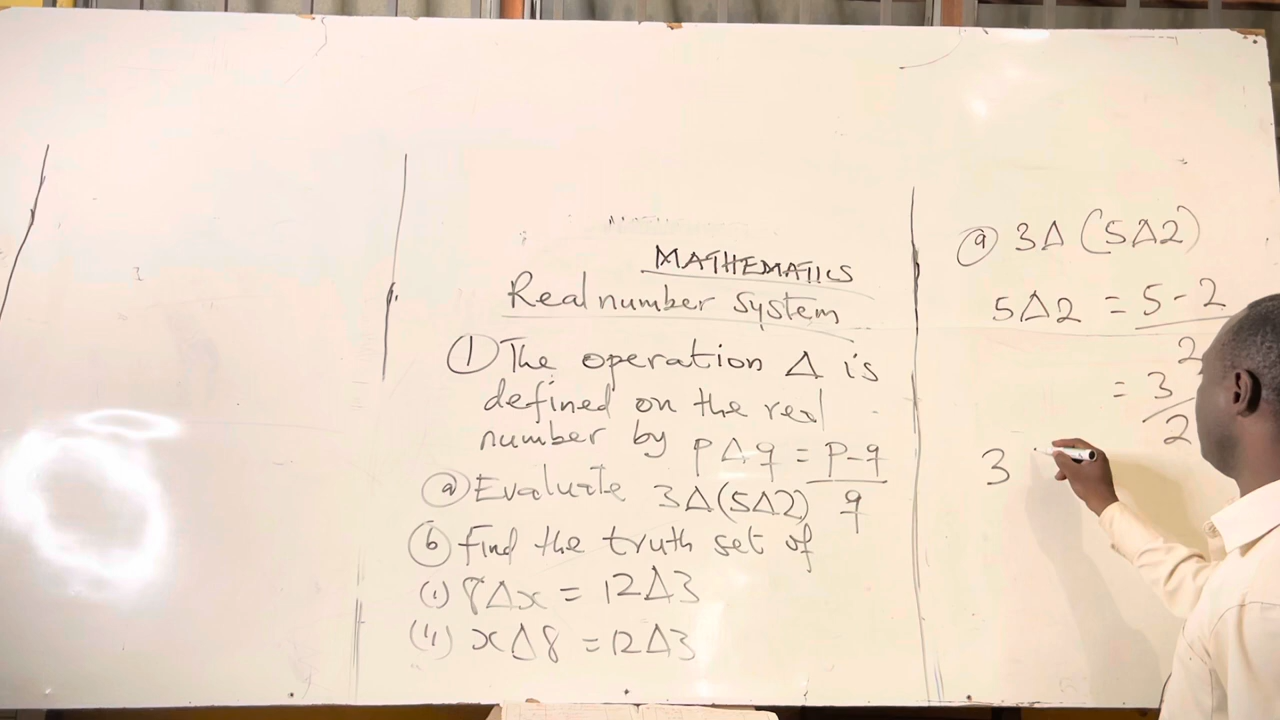 MATHEMATICS
Real number System
① The operation Δ is
defined on the real
number by pΔq = p-q
q
ⓐ Evaluate 3Δ(5Δ2)
ⓑ Find the truth set of
(i) 8Δx = 12Δ3
(ii) xΔ8 = 12Δ3
ⓐ 3Δ(5Δ2)
5Δ2 = 5-2
2
= 3
2
3